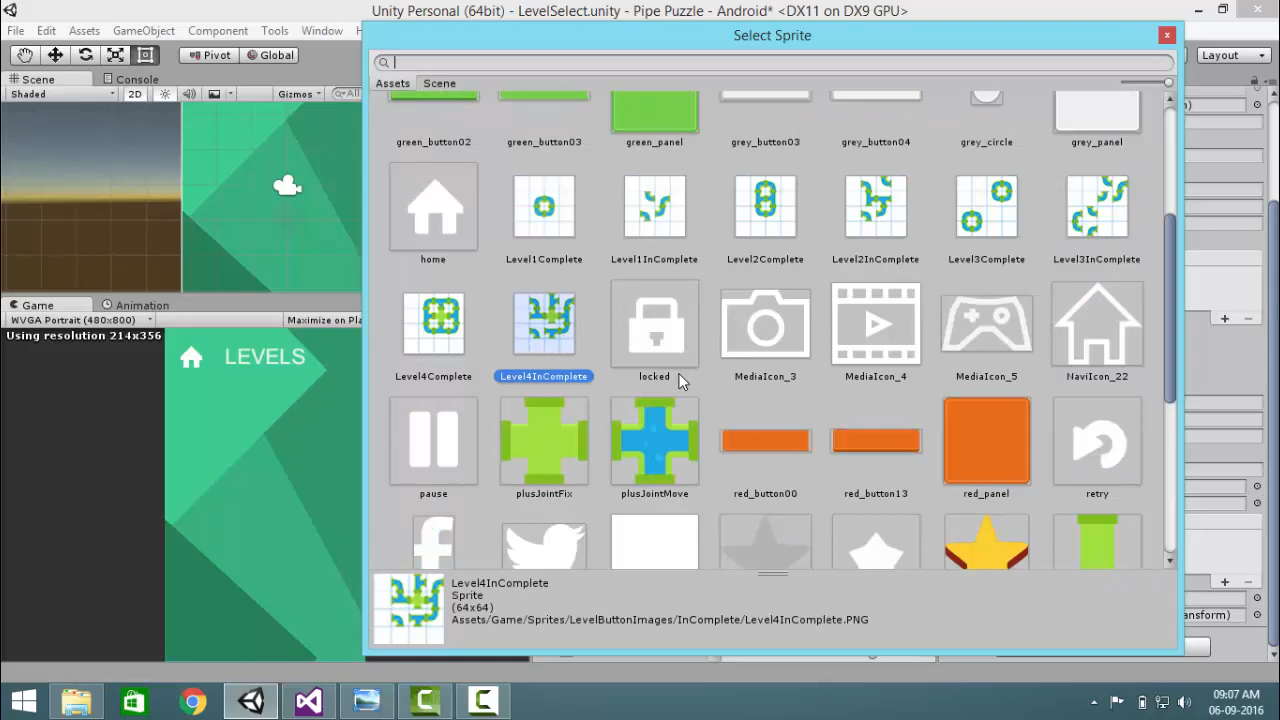 Unity Personal (64bit) - LevelSelect.unity - Pipe Puzzle - Android* <DX11 on DX9 GPU>
File Edit Assets GameObject Component Tools Window
Select Sprite
Pivot Global Layout
Scene Console
Assets Scene
Shaded 2D Gizmos All
green_button02 green_button03 green_panel grey_button03 grey_button04 grey_circle grey_panel
home Level1Complete Level1InComplete Level2Complete Level2InComplete Level3Complete Level3InComplete
Game Animation
WVGA Portrait (480x800) Maximize on Pla
Using resolution 214x356
LEVELS
Level4Complete Level4InComplete locked MediaIcon_3 MediaIcon_4 MediaIcon_5 NaviIcon_22
pause plusJointFix plusJointMove red_button00 red_button13 red_panel retry
Level4InComplete
Sprite
(64x64)
Assets/Game/Sprites/LevelButtonImages/InComplete/Level4InComplete.PNG
ransform)
09:07 AM
06-09-2016